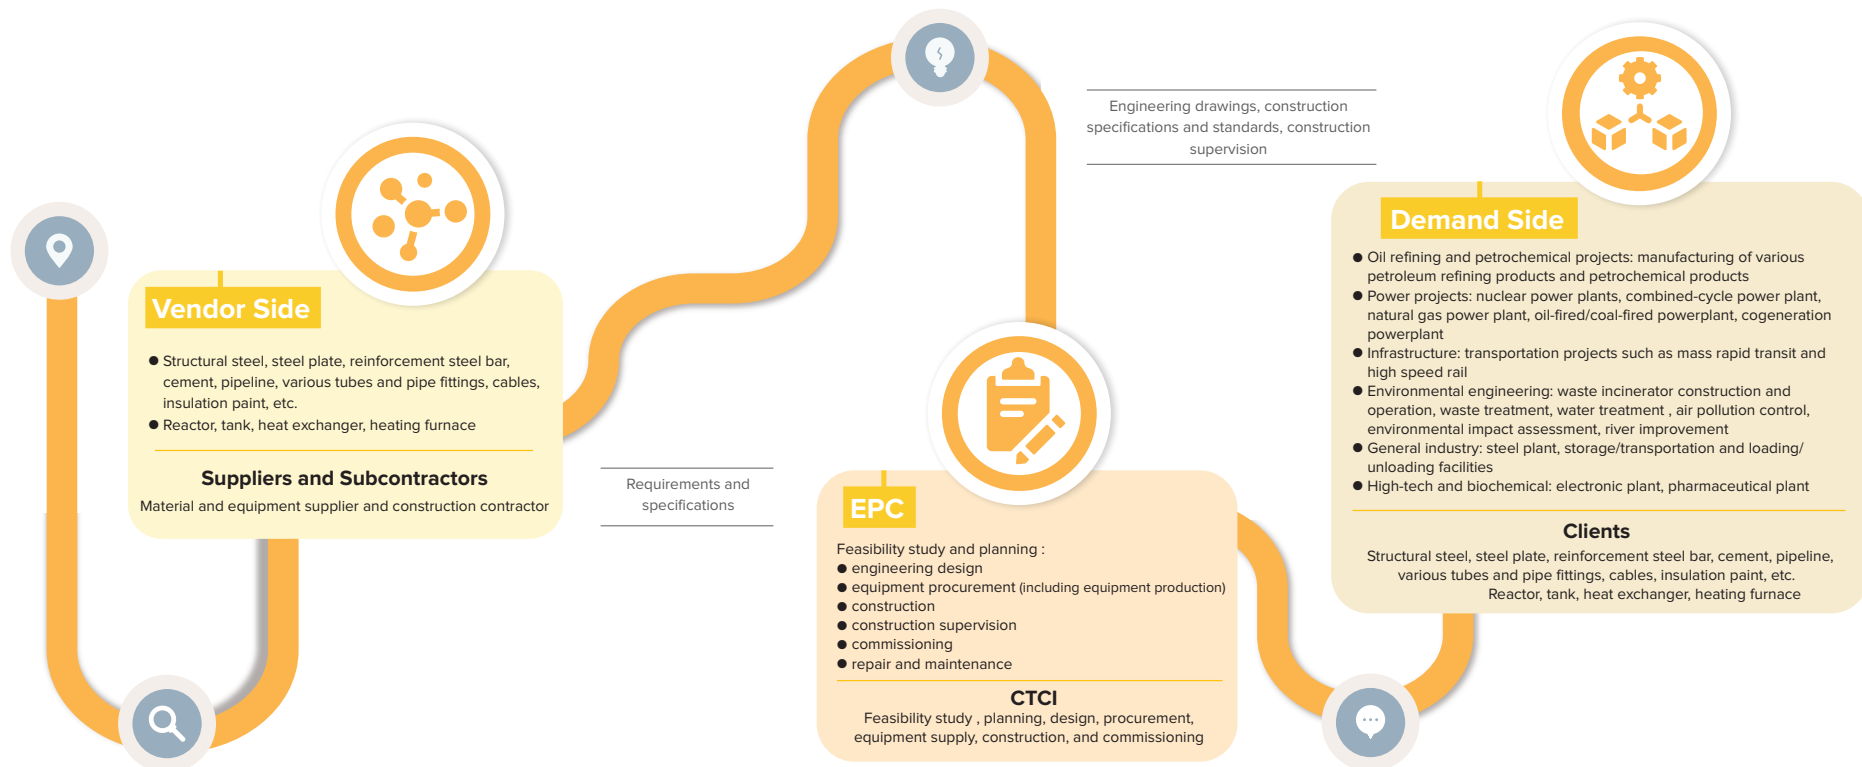 Vendor Side
● Structural steel, steel plate, reinforcement steel bar,
cement, pipeline, various tubes and pipe fittings, cables,
insulation paint, etc.
● Reactor, tank, heat exchanger, heating furnace
Suppliers and Subcontractors
Material and equipment supplier and construction contractor
Requirements and
specifications
EPC
Feasibility study and planning :
● engineering design
● equipment procurement (including equipment production)
● construction
● construction supervision
● commissioning
● repair and maintenance
CTCI
Feasibility study , planning, design, procurement,
equipment supply, construction, and commissioning
Engineering drawings, construction
specifications and standards, construction
supervision
Demand Side
● Oil refining and petrochemical projects: manufacturing of various
petroleum refining products and petrochemical products
● Power projects: nuclear power plants, combined-cycle power plant,
natural gas power plant, oil-fired/coal-fired powerplant, cogeneration
powerplant
● Infrastructure: transportation projects such as mass rapid transit and
high speed rail
● Environmental engineering: waste incinerator construction and
operation, waste treatment, water treatment , air pollution control,
environmental impact assessment, river improvement
● General industry: steel plant, storage/transportation and loading/
unloading facilities
● High-tech and biochemical: electronic plant, pharmaceutical plant
Clients
Structural steel, steel plate, reinforcement steel bar, cement, pipeline,
various tubes and pipe fittings, cables, insulation paint, etc.
Reactor, tank, heat exchanger, heating furnace